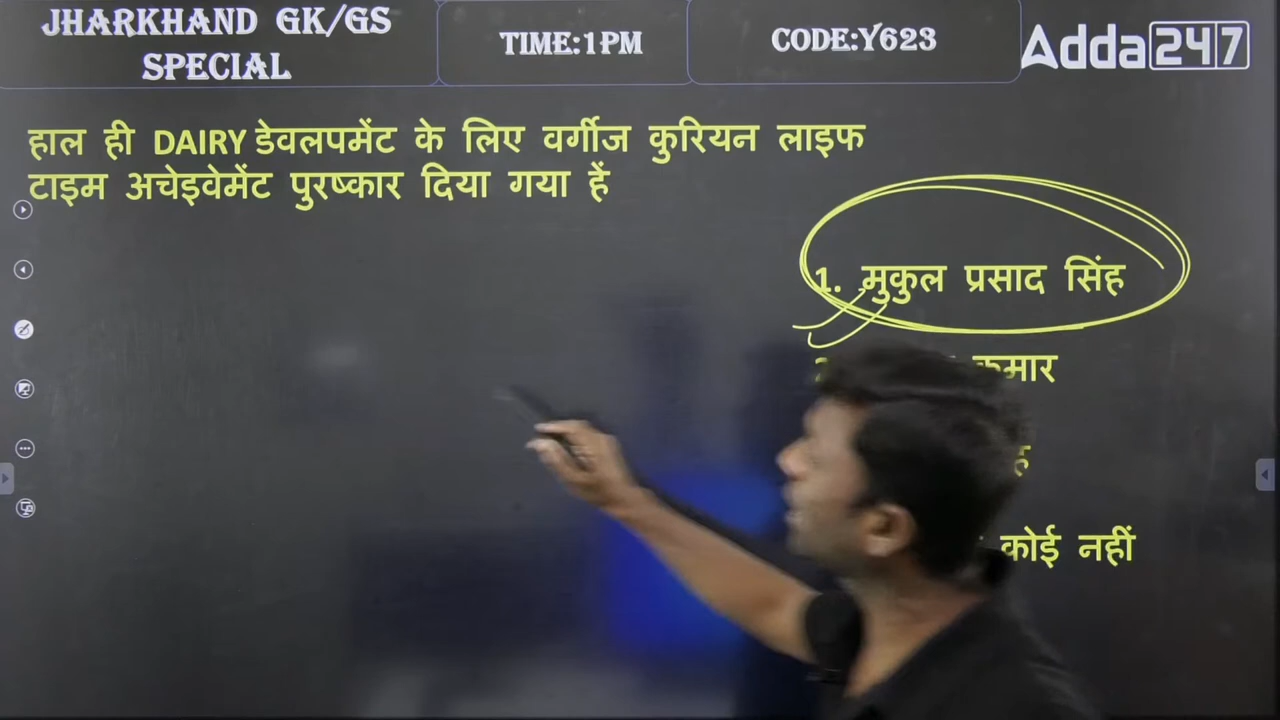 JHARKHAND GK/GS
SPECIAL
TIME:1PM
CODE:Y623
Adda247
हाल ही DAIRY डेवलपमेंट के लिए वर्गीज कुरियन लाइफ
टाइम अचेइवेमेंट पुरष्कार दिया गया हें
1. मुकुल प्रसाद सिंह
कुमार
कोई नहीं